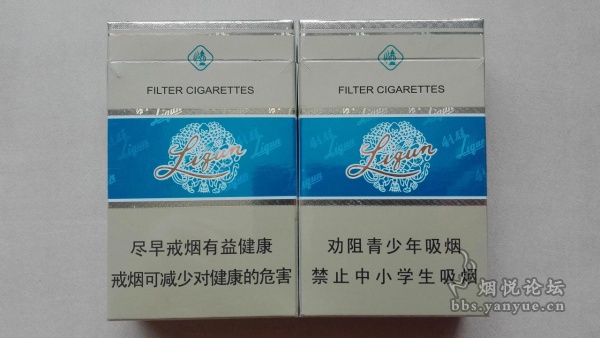 FILTER CIGARETTES
Liqun
尽早戒烟有益健康
戒烟可减少对健康的危害
FILTER CIGARETTES
Liqun
劝阻青少年吸烟
禁止中小学生吸烟
烟悦论坛
bbs.yanyue.cn